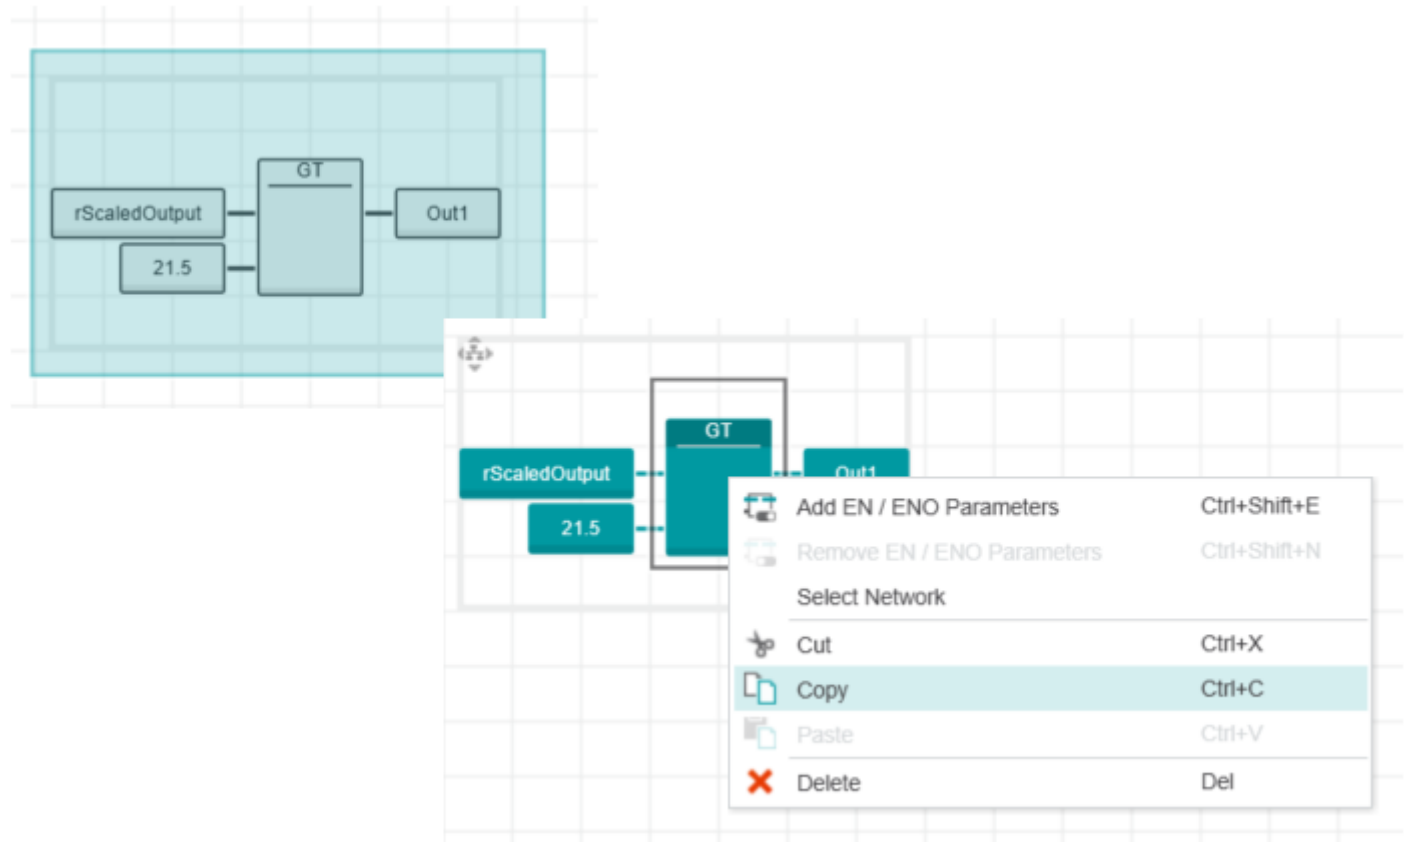 GT
rScaledOutput
Out1
21.5
GT
rScaledOutput
Out1
21.5
Add EN / ENO Parameters Ctrl+Shift+E
Remove EN / ENO Parameters Ctrl+Shift+N
Select Network
Cut Ctrl+X
Copy Ctrl+C
Paste Ctrl+V
Delete Del